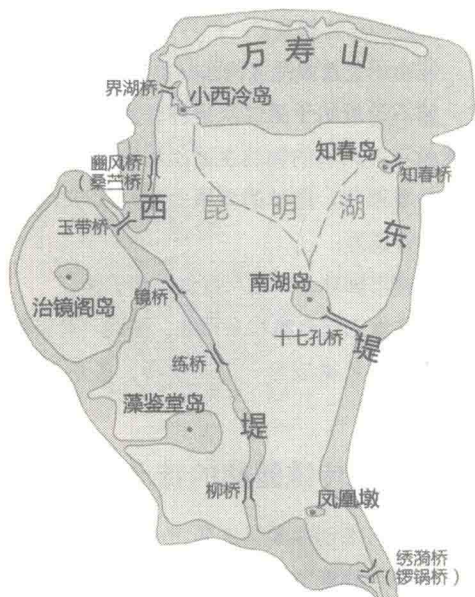 万寿山
界湖桥
小西冷岛
知春岛
知春桥
豳风桥
(桑苎桥)
西
昆明湖
东
玉带桥
治镜阁岛
镜桥
南湖岛
十七孔桥
堤
练桥
藻鉴堂岛
堤
柳桥
凤凰墩
绣漪桥
(锣锅桥)